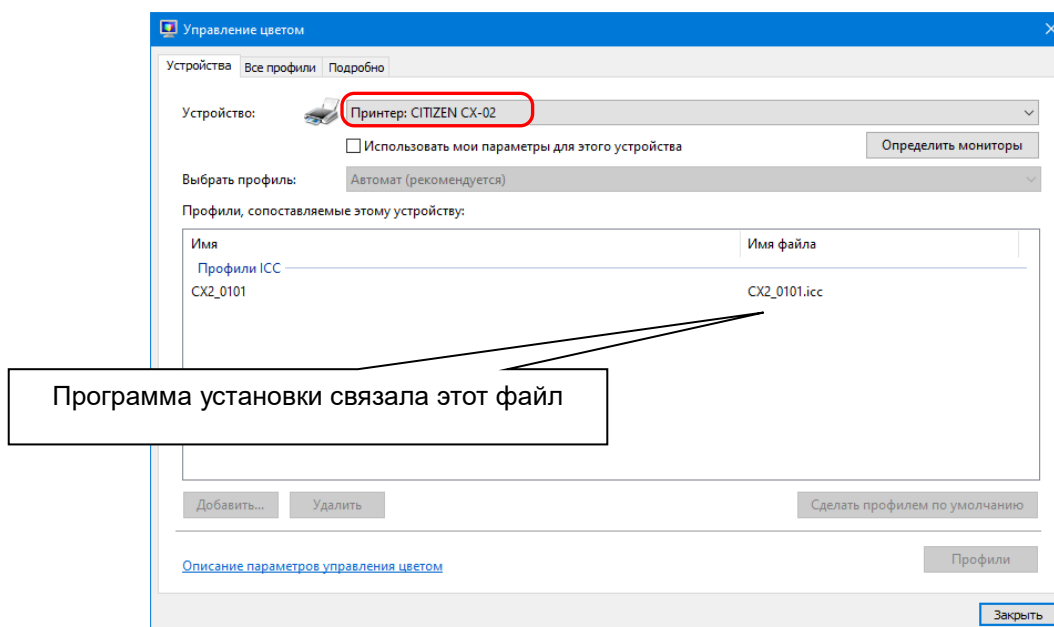 Управление цветом
Устройства Все профили Подробно
Устройство: Принтер: CITIZEN CX-02
Использовать мои параметры для этого устройства Определить мониторы
Выбрать профиль: Автомат (рекомендуется)
Профили, сопоставляемые этому устройству:
Имя Имя файла
Профили ICC
CX2_0101 CX2_0101.icc
Программа установки связала этот файл
Добавить... Удалить Сделать профилем по умолчанию
Описание параметров управления цветом Профили
Закрыть